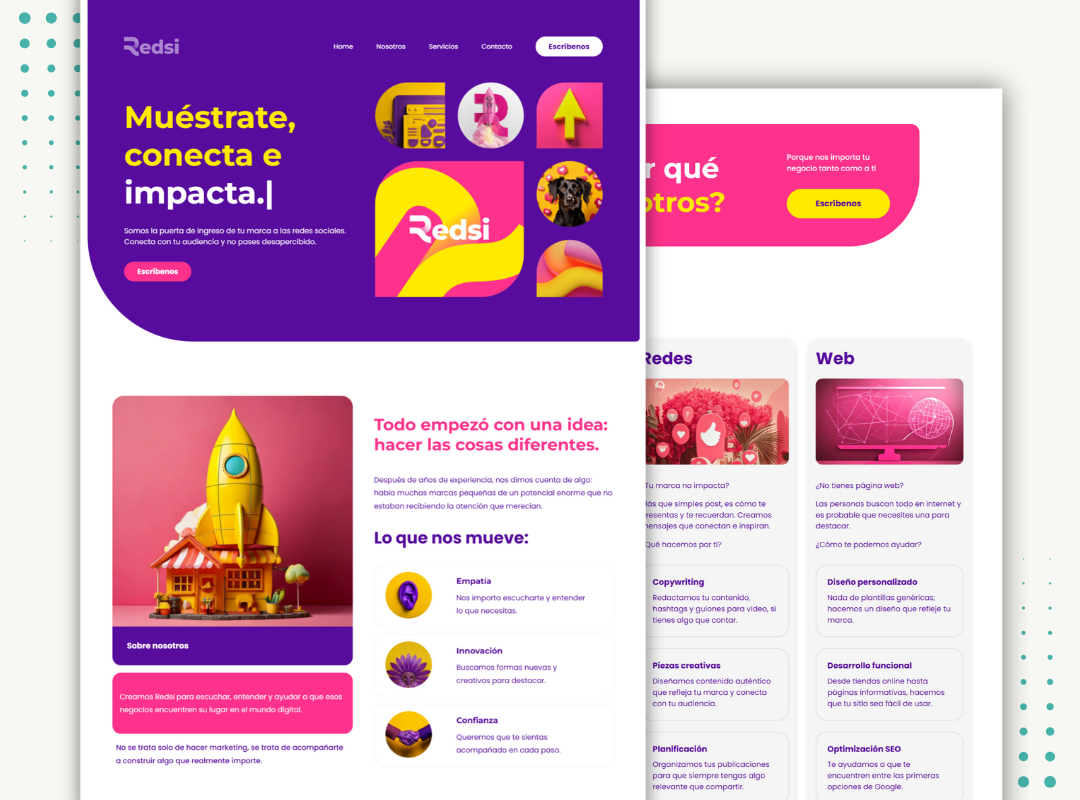 Redsi
Home
Nosotros
Servicios
Contacto
Escríbenos
Muéstrate,
conecta e
impacta.|
Somos la puerta de ingreso de tu marca a las redes sociales.
Conecta con tu audiencia y no pases desapercibido.
Escríbenos
R
Redsi
Sobre nosotros
Creamos Redsi para escuchar, entender y ayudar a que esos
negocios encuentren su lugar en el mundo digital.
No se trata solo de hacer marketing, se trata de acompañarte
a construir algo que realmente importe.
Todo empezó con una idea:
hacer las cosas diferentes.
Después de años de experiencia, nos dimos cuenta de algo:
había muchas marcas pequeñas de un potencial enorme que no
estaban recibiendo la atención que merecían.
Lo que nos mueve:
Empatía
Nos importa escucharte y entender
lo que necesitas.
Innovación
Buscamos formas nuevas y
creativas para destacar.
Confianza
Queremos que te sientas
acompañado en cada paso.
r qué
otros?
Porque nos importa tu
negocio tanto como a ti
Escríbenos
Redes
Tu marca no impacta?
Más que simples post, es cómo te
presentas y te recuerdan. Creamos
mensajes que conectan e inspiran.
Qué hacemos por ti?
Copywriting
Redactamos tu contenido,
hashtags y guiones para video, si
tienes algo que contar.
Piezas creativas
Diseñamos contenido auténtico
que refleja tu marca y conecta
con tu audiencia.
Planificación
Organizamos tus publicaciones
para que siempre tengas algo
relevante que compartir.
Web
¿No tienes página web?
Las personas buscan todo en internet y
es probable que necesites una para
destacar.
¿Cómo te podemos ayudar?
Diseño personalizado
Nada de plantillas genéricas;
hacemos un diseño que refleje tu
marca.
Desarrollo funcional
Desde tiendas online hasta
páginas informativas, hacemos
que tu sitio sea fácil de usar.
Optimización SEO
Te ayudamos a que te
encuentren entre las primeras
opciones de Google.